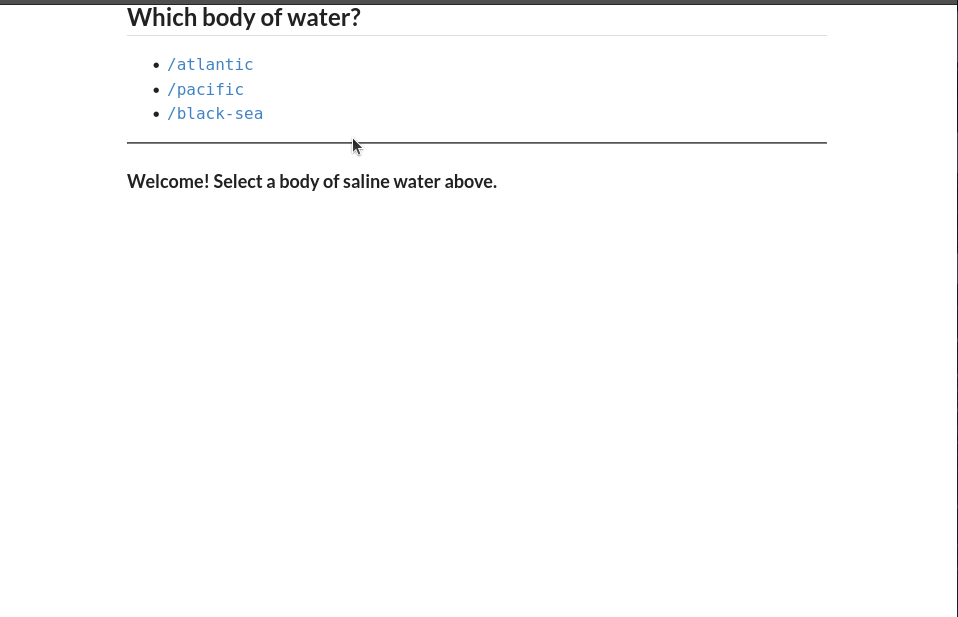 Which body of water?
/atlantic
/pacific
/black-sea
Welcome! Select a body of saline water above.